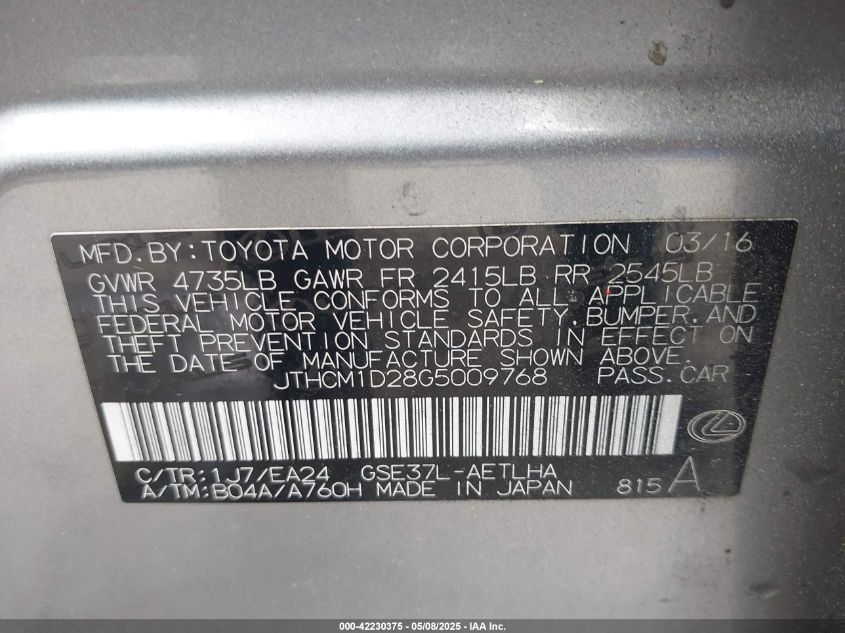 MFD.BY:TOYOTA MOTOR CORPORATION 03/16
GVWR 4735LB GAWR FR 2415LB RR 2545LB
THIS VEHICLE CONFORMS TO ALL APPLICABLE
FEDERAL MOTOR VEHICLE SAFETY,BUMPER,AND
THEFT PREVENTION STANDARDS IN EFFECT ON
THE DATE OF MANUFACTURE SHOWN ABOVE.
JTHCM1D28G5009768 PASS.CAR
C/TR:1J7/EA24 GSE37L-AETLHA
A/TM:B04A/A760H MADE IN JAPAN 815 A
000-42230375 - 05/08/2025 - IAA Inc.